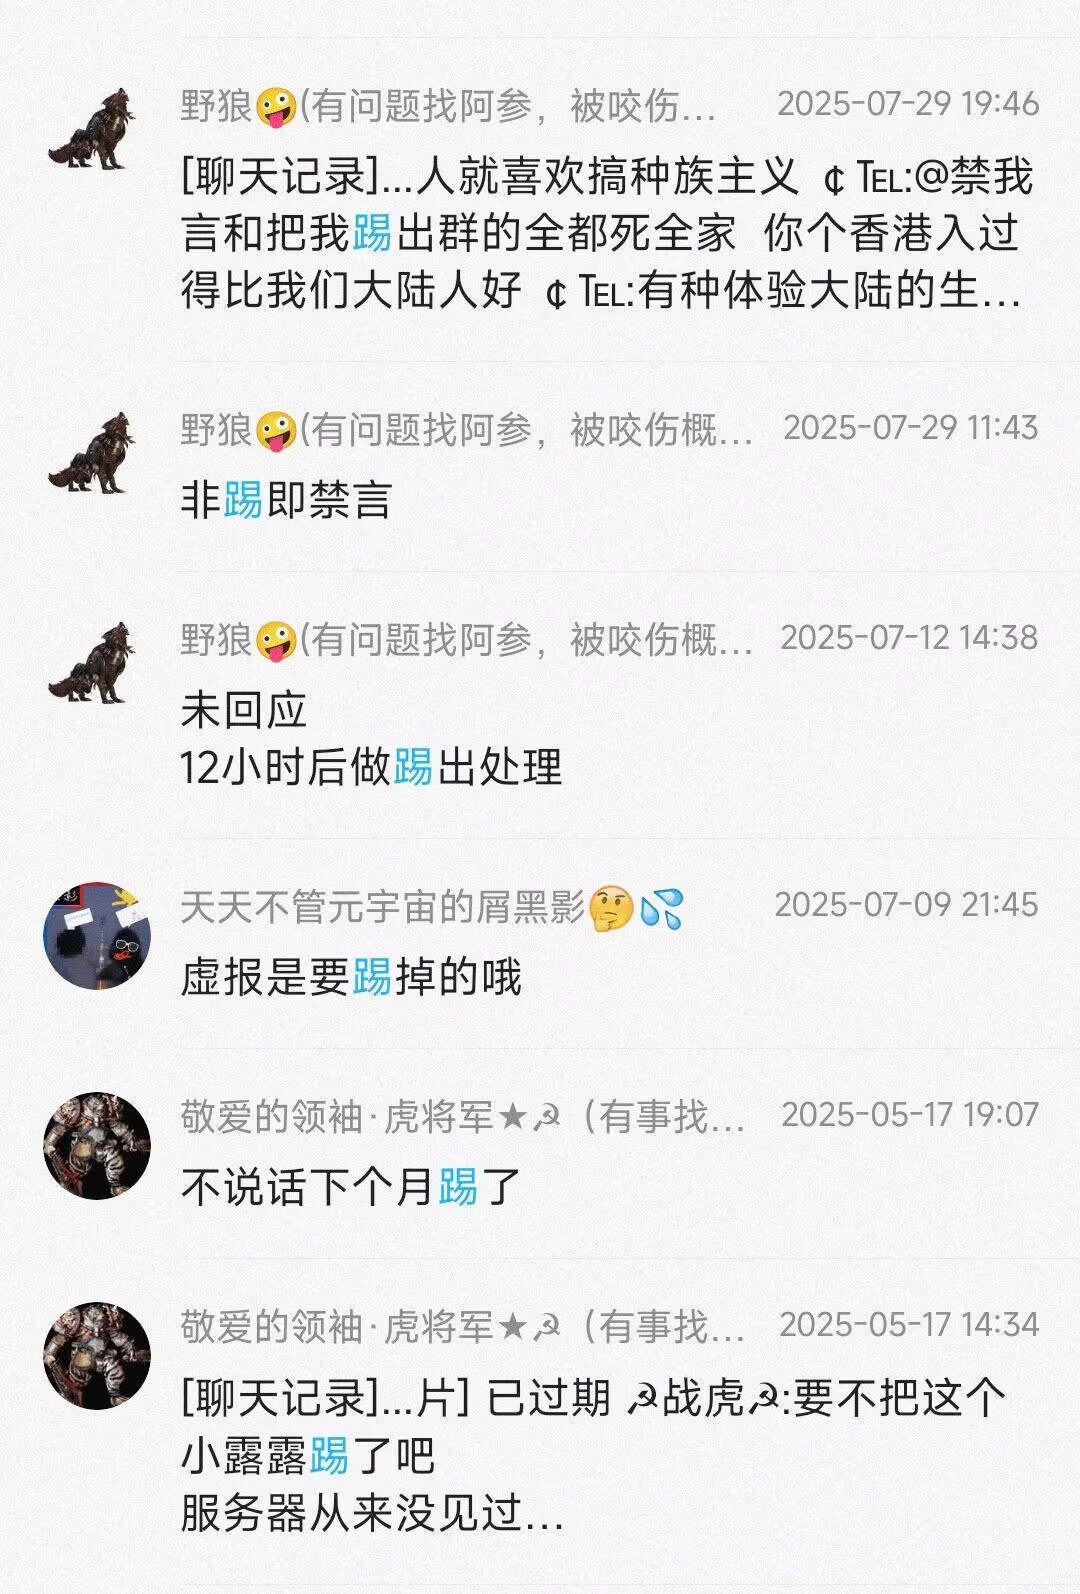 野狼🤪(有问题找阿参，被咬伤... 2025-07-29 19:46
[聊天记录]...人就喜欢搞种族主义 ¢ ℡:@禁我
言和把我踢出群的全都死全家 你个香港入过
得比我们大陆人好 ¢ ℡:有种体验大陆的生...
野狼🤪(有问题找阿参，被咬伤概... 2025-07-29 11:43
非踢即禁言
野狼🤪(有问题找阿参，被咬伤概... 2025-07-12 14:38
未回应
12小时后做踢出处理
天天不管元宇宙的屑黑影🤔💦 2025-07-09 21:45
虚报是要踢掉的哦
敬爱的领袖·虎将军★☭（有事找... 2025-05-17 19:07
不说话下个月踢了
敬爱的领袖·虎将军★☭（有事找... 2025-05-17 14:34
[聊天记录]...片] 已过期 ☭战虎☭:要不把这个
小露露踢了吧
服务器从来没见过...